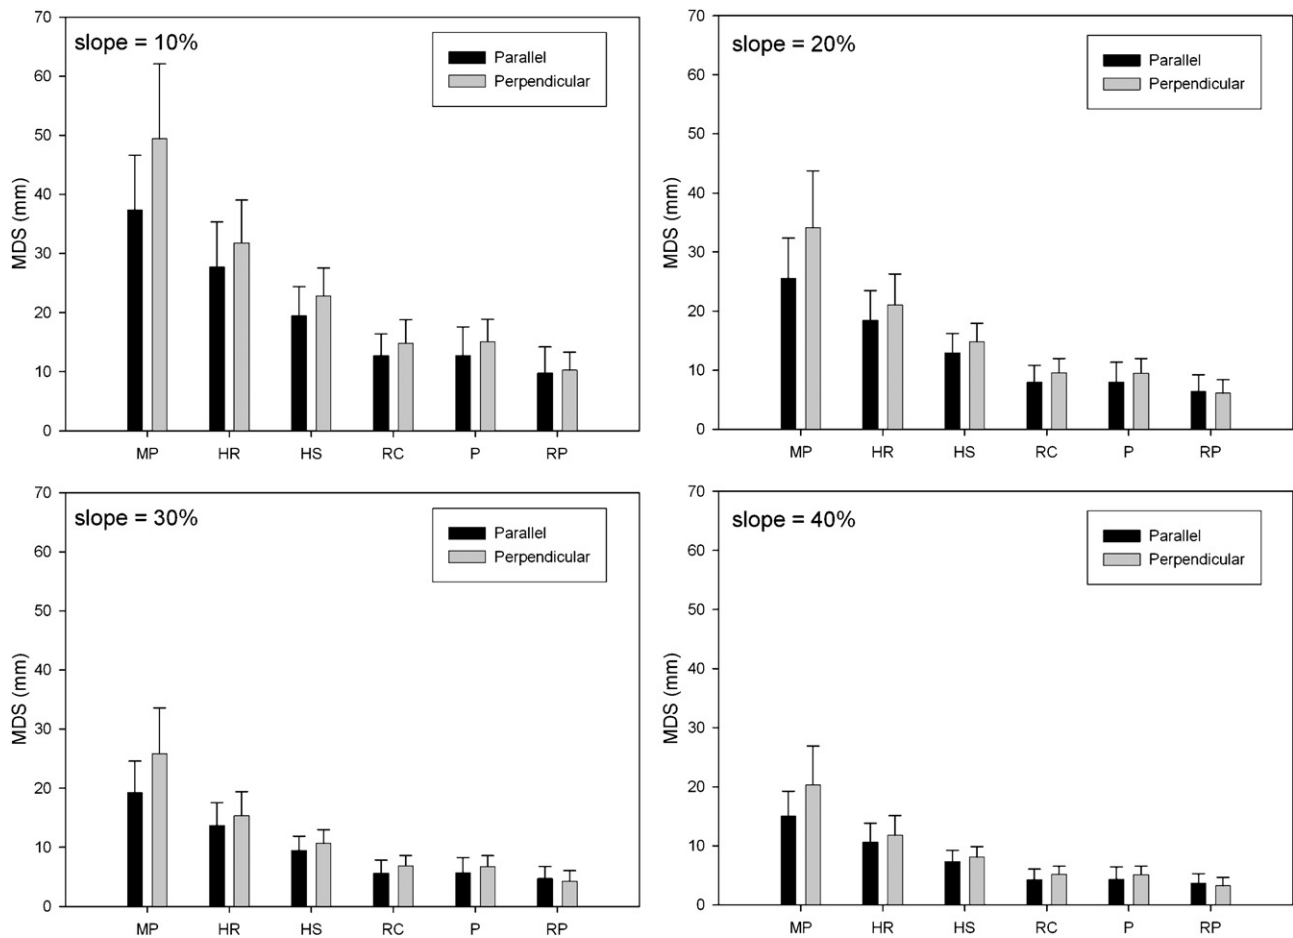 slope = 10%
Parallel
Perpendicular
MDS (mm)
70
60
50
40
30
20
10
0
MP HR HS RC P RP
slope = 20%
Parallel
Perpendicular
MDS (mm)
70
60
50
40
30
20
10
0
MP HR HS RC P RP
slope = 30%
Parallel
Perpendicular
MDS (mm)
70
60
50
40
30
20
10
0
MP HR HS RC P RP
slope = 40%
Parallel
Perpendicular
MDS (mm)
70
60
50
40
30
20
10
0
MP HR HS RC P RP